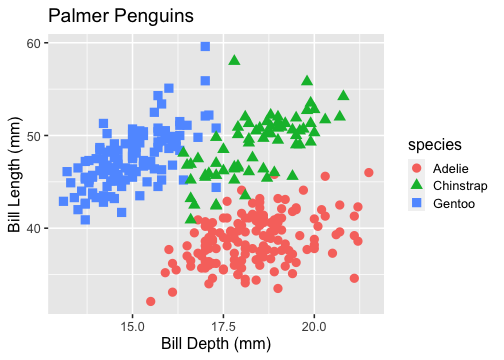 Palmer Penguins
60
50
40
Bill Length (mm)
15.0 17.5 20.0
Bill Depth (mm)
species
Adelie
Chinstrap
Gentoo